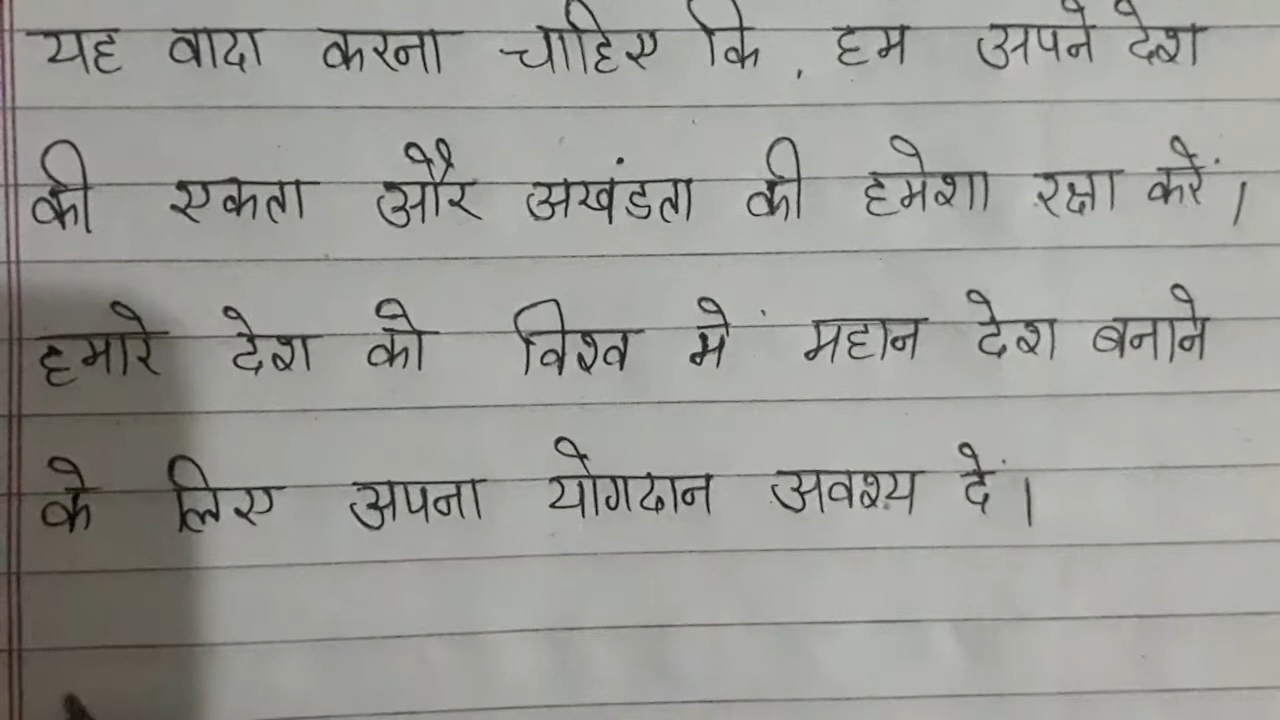 यह वादा करना चाहिए कि, हम अपने देश
की एकता और अखंडता की हमेशा रक्षा करें।
हमारे देश को विश्व में महान देश बनाने
के लिए अपना योगदान अवश्य दें।